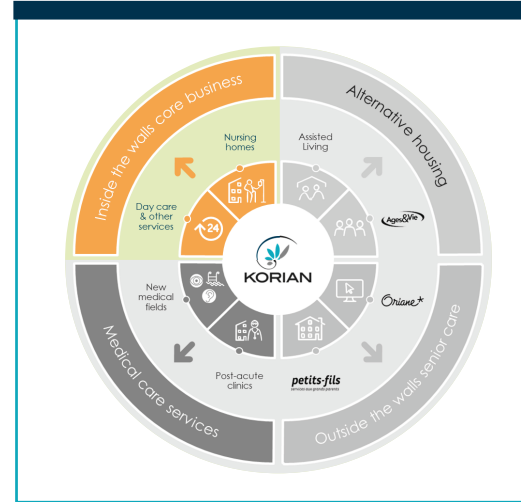 Inside the walls core business
Alternative housing
Nursing
homes
Assisted
Living
Day care
& other
services
24
Ages&Vie
KORIAN
New
medical
fields
Oriane
Post-acute
clinics
petits-fils
Medical care services
Outside the walls senior care